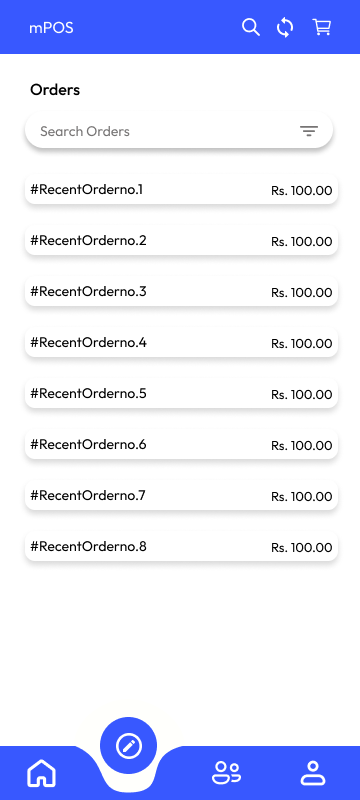 mPOS
Orders
Search Orders
#RecentOrderno.1 Rs. 100.00
#RecentOrderno.2 Rs. 100.00
#RecentOrderno.3 Rs. 100.00
#RecentOrderno.4 Rs. 100.00
#RecentOrderno.5 Rs. 100.00
#RecentOrderno.6 Rs. 100.00
#RecentOrderno.7 Rs. 100.00
#RecentOrderno.8 Rs. 100.00